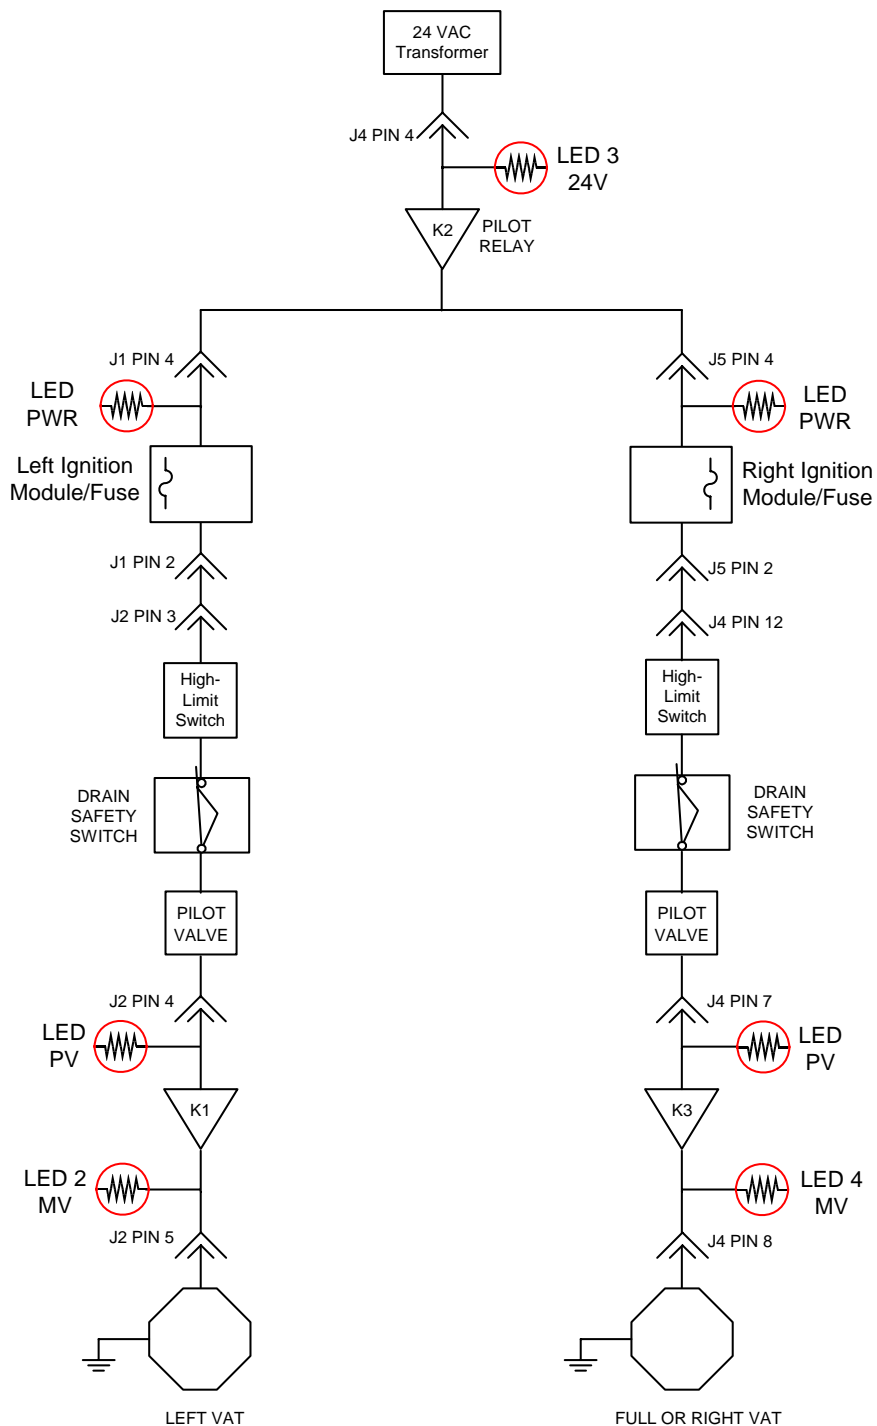 24 VAC
Transformer
J4 PIN 4
LED 3
24V
K2
PILOT
RELAY
J1 PIN 4
J5 PIN 4
LED
PWR
LED
PWR
Left Ignition
Module/Fuse
Right Ignition
Module/Fuse
J1 PIN 2
J5 PIN 2
J2 PIN 3
J4 PIN 12
High-
Limit
Switch
High-
Limit
Switch
DRAIN
SAFETY
SWITCH
DRAIN
SAFETY
SWITCH
PILOT
VALVE
PILOT
VALVE
J2 PIN 4
J4 PIN 7
LED
PV
LED
PV
K1
K3
LED 2
MV
LED 4
MV
J2 PIN 5
J4 PIN 8
LEFT VAT
FULL OR RIGHT VAT